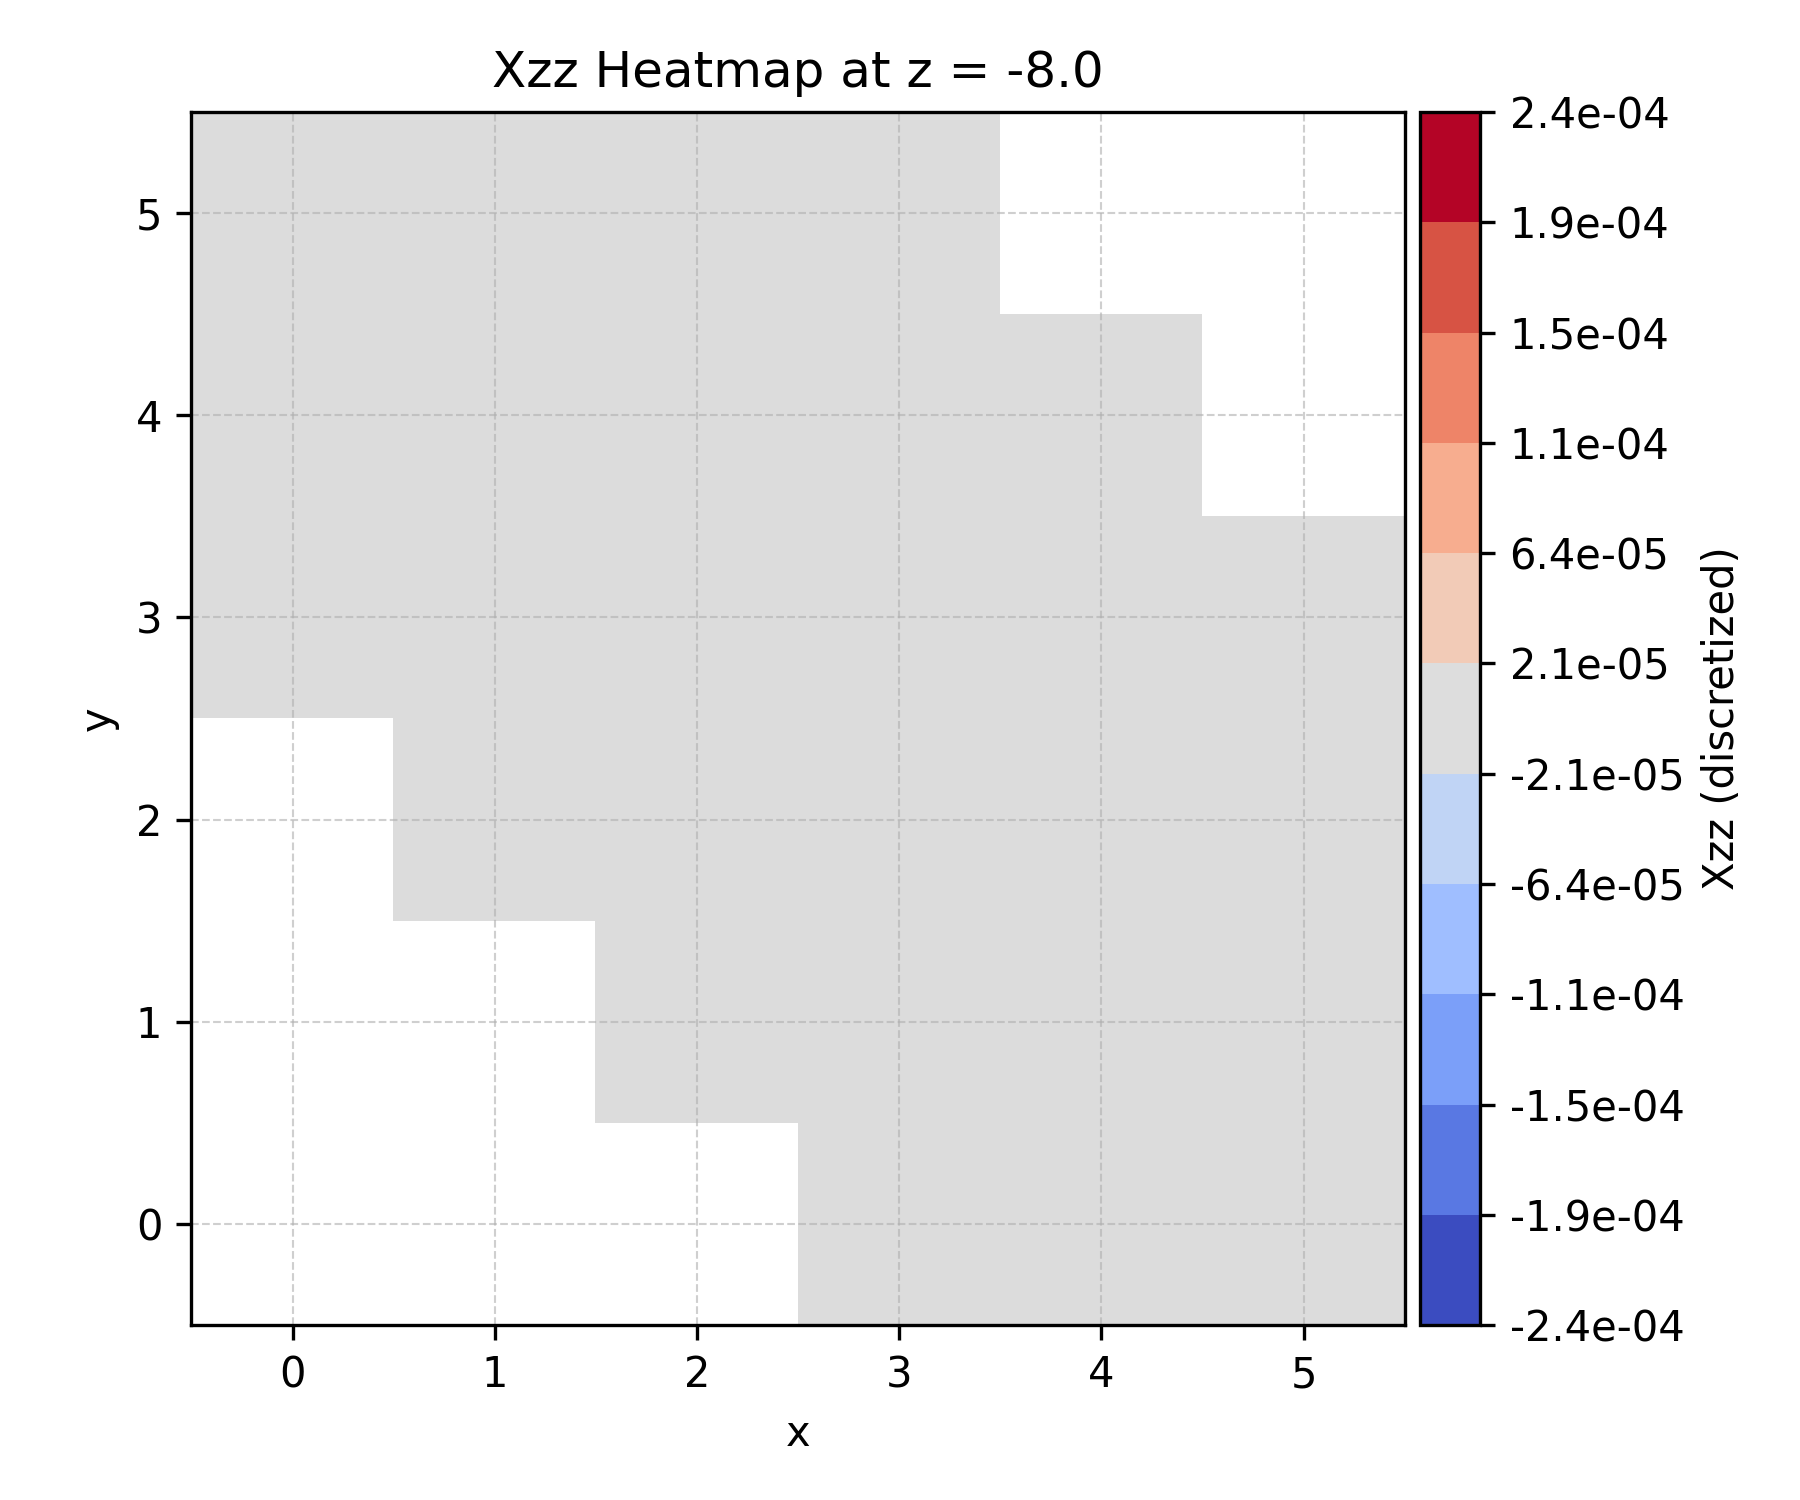 Xzz Heatmap at z = -8.0
2.4e-04
1.9e-04
1.5e-04
1.1e-04
6.4e-05
2.1e-05
-2.1e-05
-6.4e-05
-1.1e-04
-1.5e-04
-1.9e-04
-2.4e-04
Xzz (discretized)
5
4
3
2
1
0
y
0 1 2 3 4 5
x